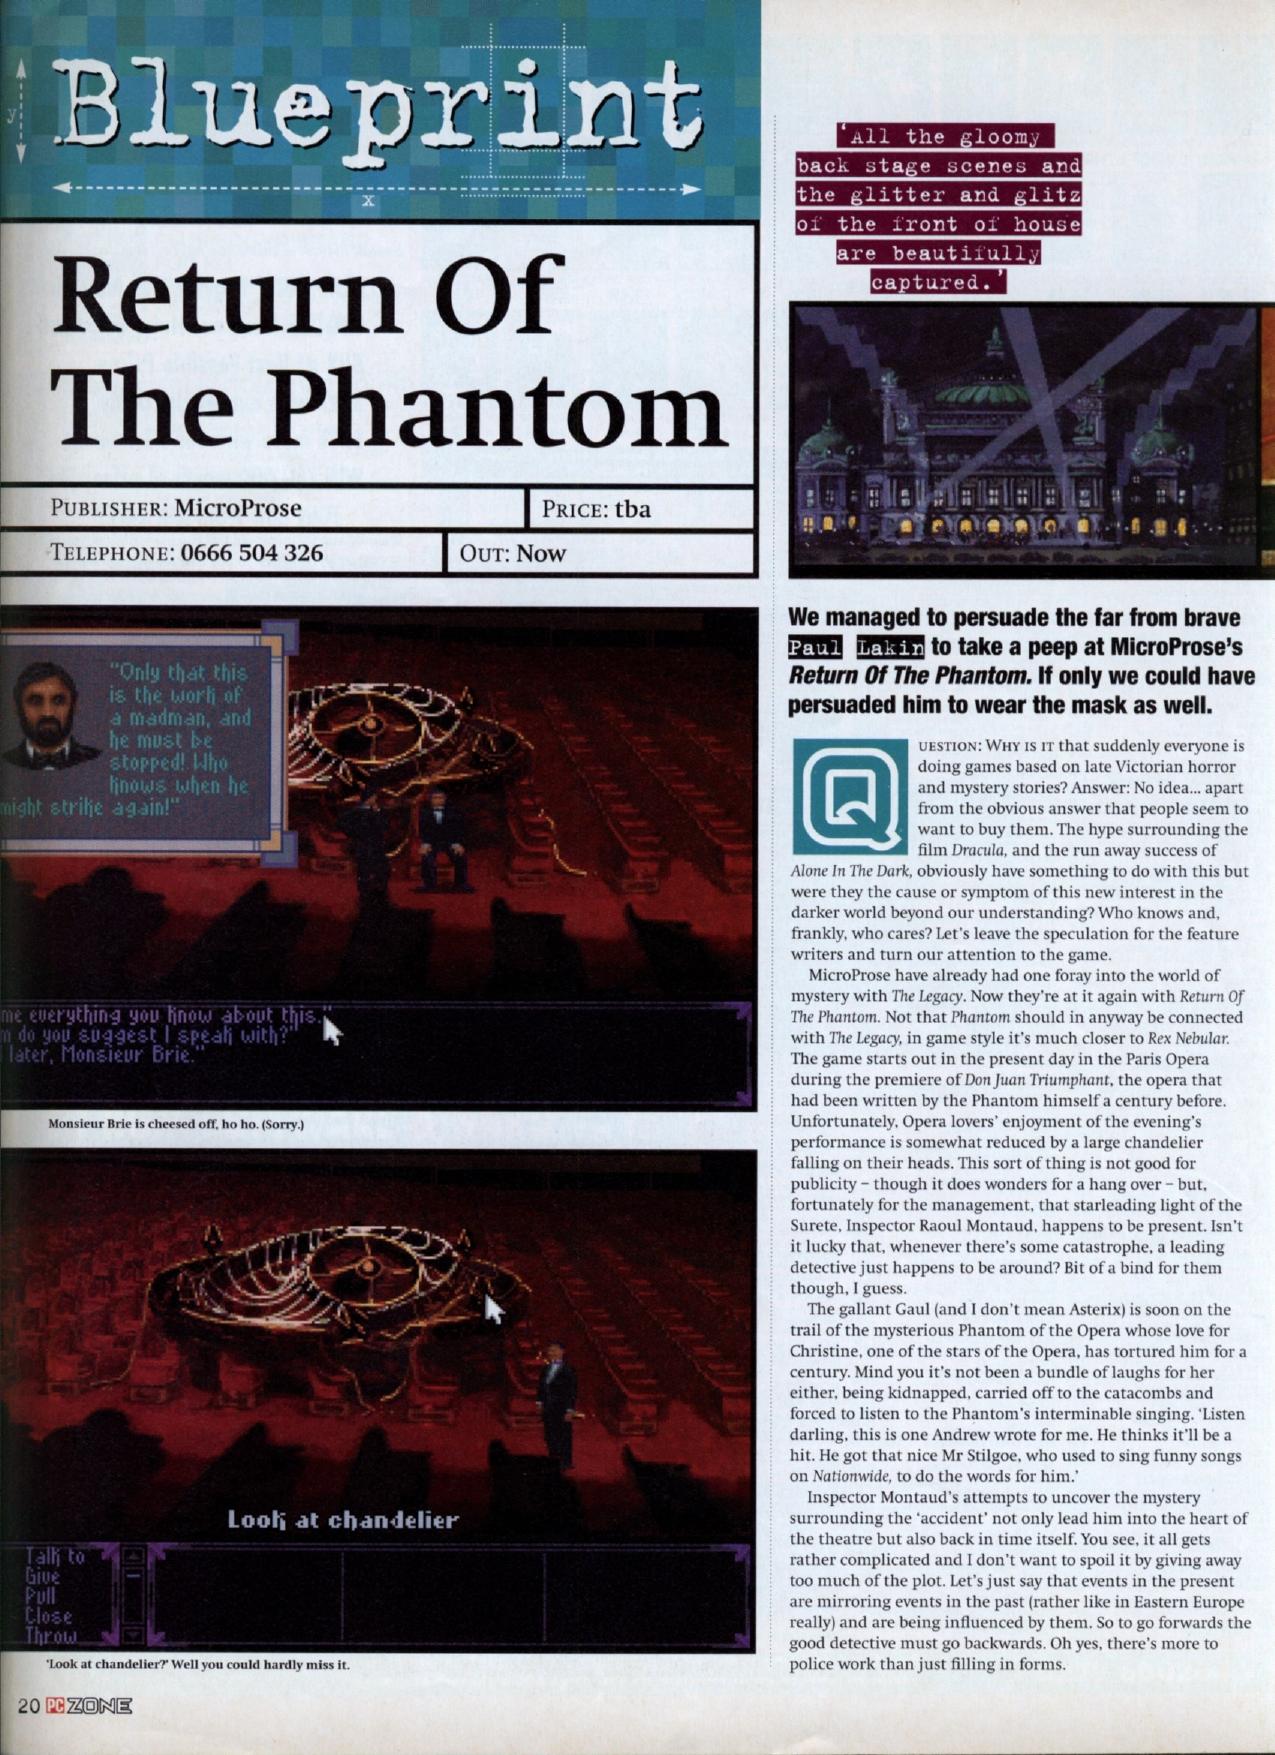 Blueprint
y
x
Return Of
The Phantom
PUBLISHER: MicroProse
PRICE: tba
TELEPHONE: 0666 504 326
OUT: Now
"Only that this
is the work of
a madman, and
he must be
stopped! Who
knows when he
might strike again!"
me everything you know about this."
do you suggest I speak with?"
later, Monsieur Brie."
Monsieur Brie is cheesed off, ho ho. (Sorry.)
Look at chandelier
Talk to
Give
Pull
Close
Throw
'Look at chandelier?' Well you could hardly miss it.
'All the gloomy
back stage scenes and
the glitter and glitz
of the front of house
are beautifully
captured.'
We managed to persuade the far from brave
Paul Lakin to take a peep at MicroProse's
Return Of The Phantom. If only we could have
persuaded him to wear the mask as well.
QUESTION: WHY IS IT that suddenly everyone is
doing games based on late Victorian horror
and mystery stories? Answer: No idea... apart
from the obvious answer that people seem to
want to buy them. The hype surrounding the
film Dracula, and the run away success of
Alone In The Dark, obviously have something to do with this but
were they the cause or symptom of this new interest in the
darker world beyond our understanding? Who knows and,
frankly, who cares? Let's leave the speculation for the feature
writers and turn our attention to the game.
MicroProse have already had one foray into the world of
mystery with The Legacy. Now they're at it again with Return Of
The Phantom. Not that Phantom should in anyway be connected
with The Legacy, in game style it's much closer to Rex Nebular.
The game starts out in the present day in the Paris Opera
during the premiere of Don Juan Triumphant, the opera that
had been written by the Phantom himself a century before.
Unfortunately, Opera lovers' enjoyment of the evening's
performance is somewhat reduced by a large chandelier
falling on their heads. This sort of thing is not good for
publicity – though it does wonders for a hang over – but,
fortunately for the management, that starleading light of the
Surete, Inspector Raoul Montaud, happens to be present. Isn't
it lucky that, whenever there's some catastrophe, a leading
detective just happens to be around? Bit of a bind for them
though, I guess.
The gallant Gaul (and I don't mean Asterix) is soon on the
trail of the mysterious Phantom of the Opera whose love for
Christine, one of the stars of the Opera, has tortured him for a
century. Mind you it's not been a bundle of laughs for her
either, being kidnapped, carried off to the catacombs and
forced to listen to the Phantom's interminable singing. 'Listen
darling, this is one Andrew wrote for me. He thinks it'll be a
hit. He got that nice Mr Stilgoe, who used to sing funny songs
on Nationwide, to do the words for him.'
Inspector Montaud's attempts to uncover the mystery
surrounding the 'accident' not only lead him into the heart of
the theatre but also back in time itself. You see, it all gets
rather complicated and I don't want to spoil it by giving away
too much of the plot. Let's just say that events in the present
are mirroring events in the past (rather like in Eastern Europe
really) and are being influenced by them. So to go forwards the
good detective must go backwards. Oh yes, there's more to
police work than just filling in forms.
20 PC ZONE